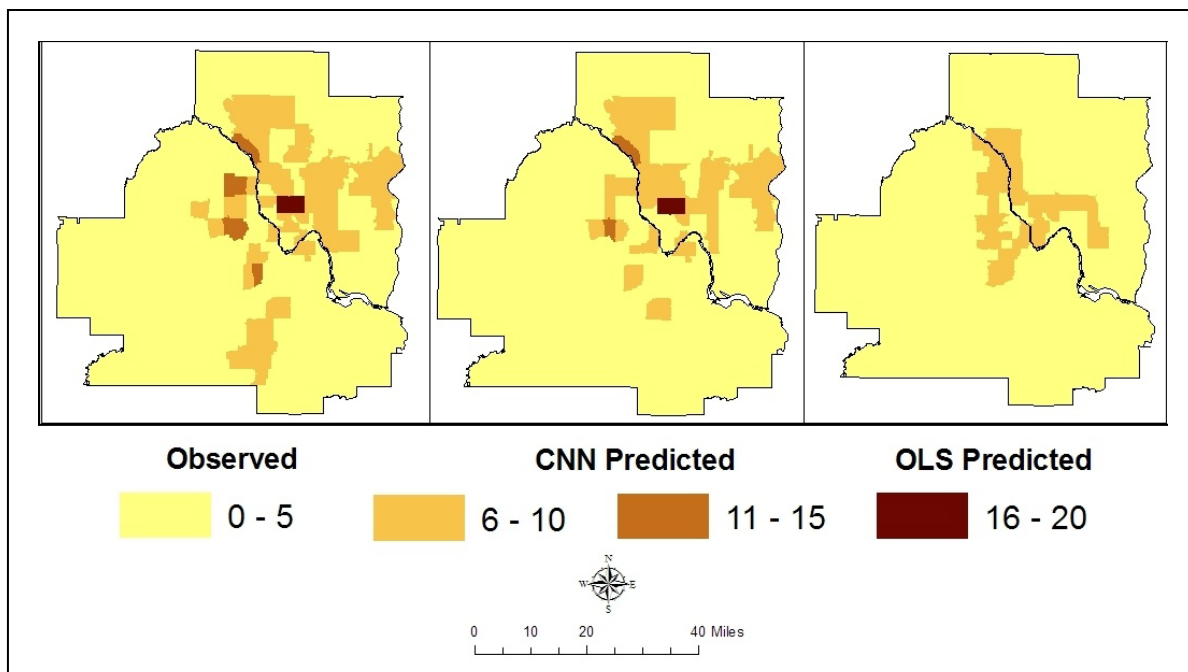 Observed CNN Predicted OLS Predicted
0 - 5 6 - 10 11 - 15 16 - 20
N
W E
S
0 10 20 40 Miles